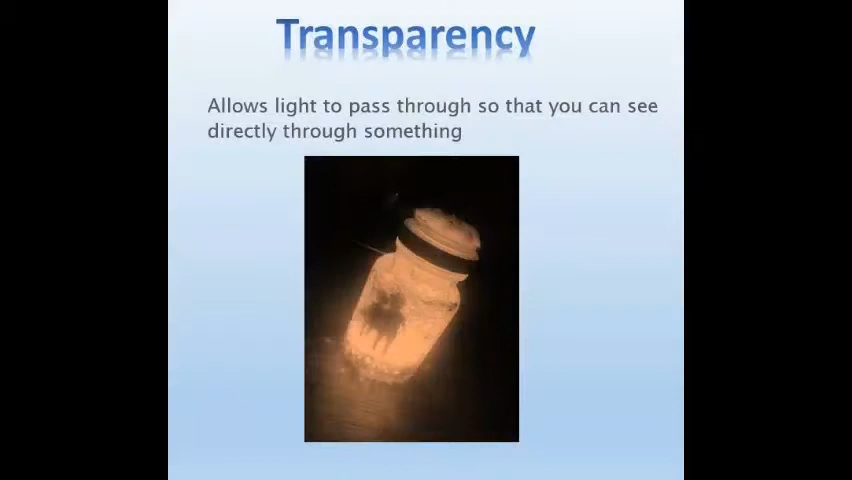 Transparency
Allows light to pass through so that you can see
directly through something